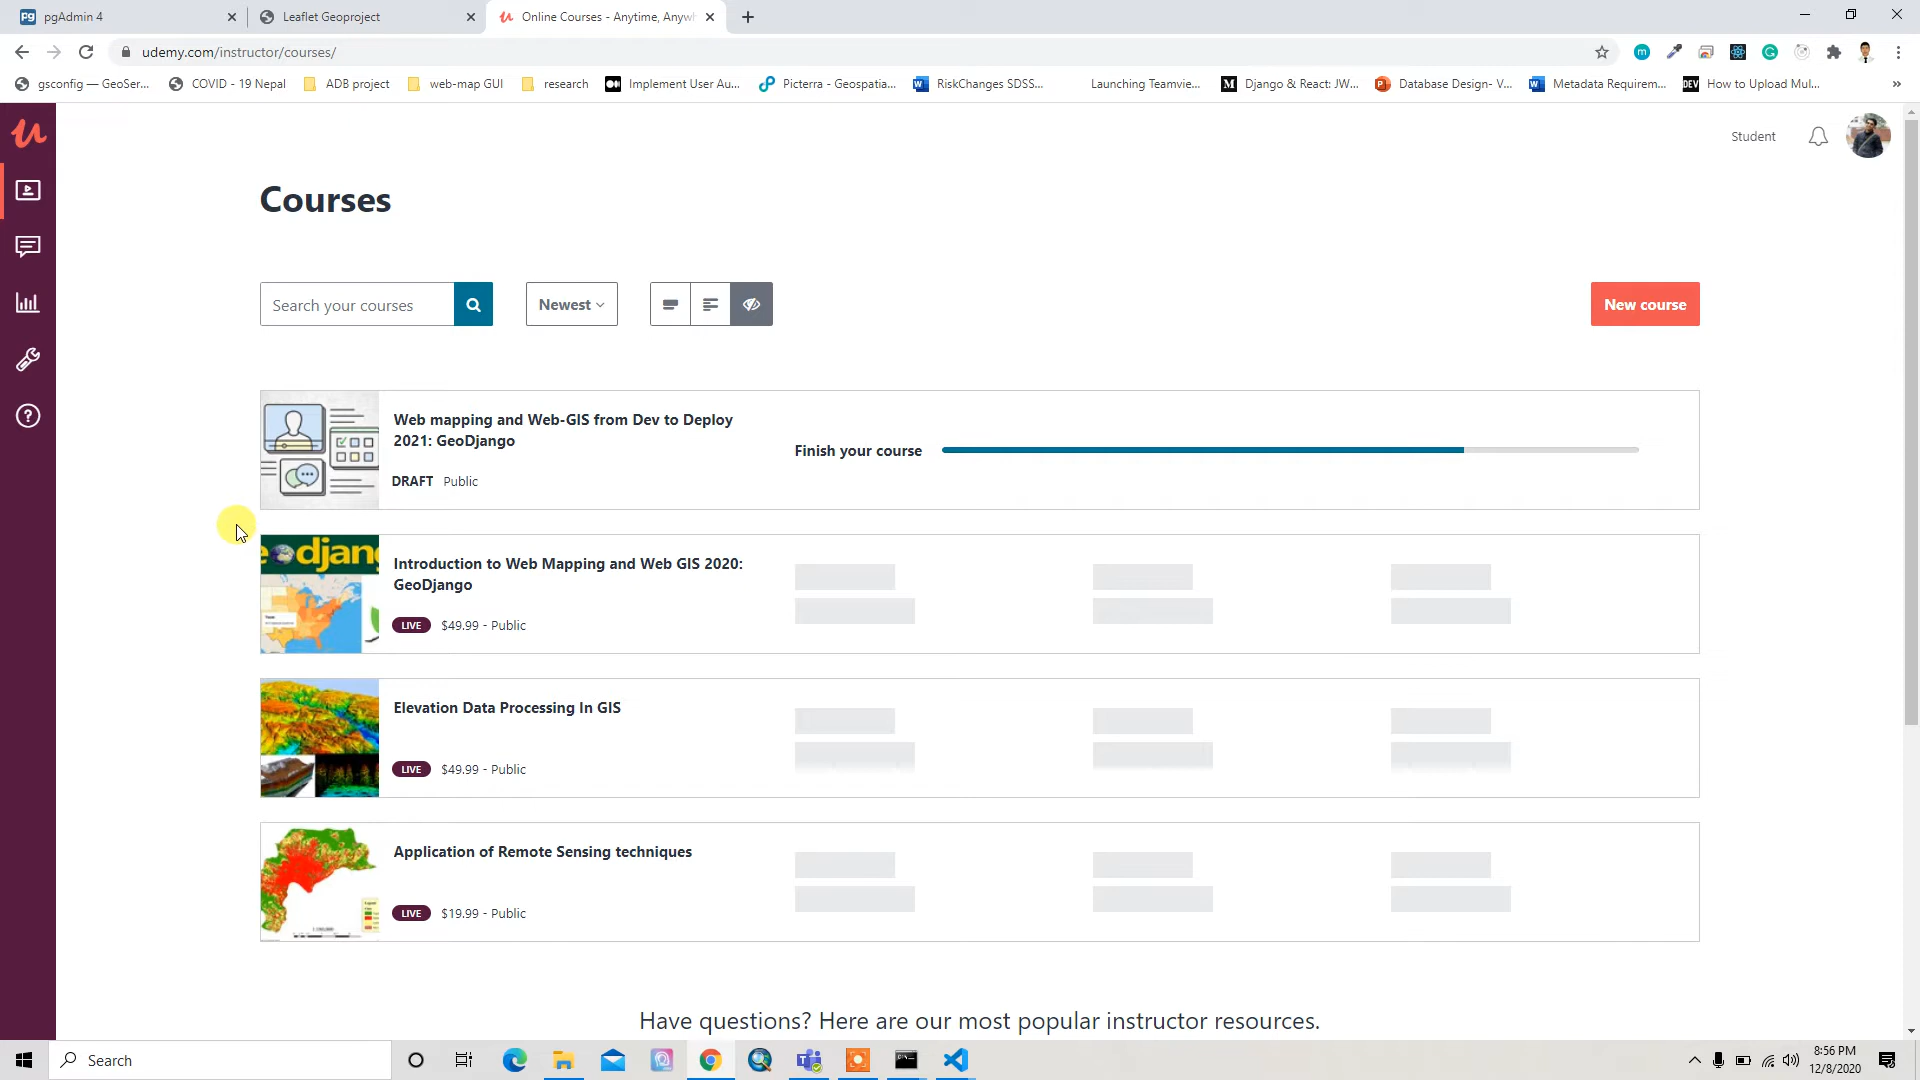 pgAdmin 4
Leaflet Geoproject
Online Courses - Anytime, Anywh
udemy.com/instructor/courses/
gsconfig — GeoSer...
COVID - 19 Nepal
ADB project
web-map GUI
research
Implement User Au...
Picterra - Geospatia...
RiskChanges SDSS...
Launching Teamvie...
Django & React: JW...
Database Design- V...
Metadata Requirem...
How to Upload Mul...
Student
Courses
Search your courses
Newest
New course
Web mapping and Web-GIS from Dev to Deploy
2021: GeoDjango
DRAFT Public
Finish your course
Introduction to Web Mapping and Web GIS 2020:
GeoDjango
LIVE $49.99 - Public
Elevation Data Processing In GIS
LIVE $49.99 - Public
Application of Remote Sensing techniques
LIVE $19.99 - Public
Have questions? Here are our most popular instructor resources.
Search
8:56 PM
12/8/2020